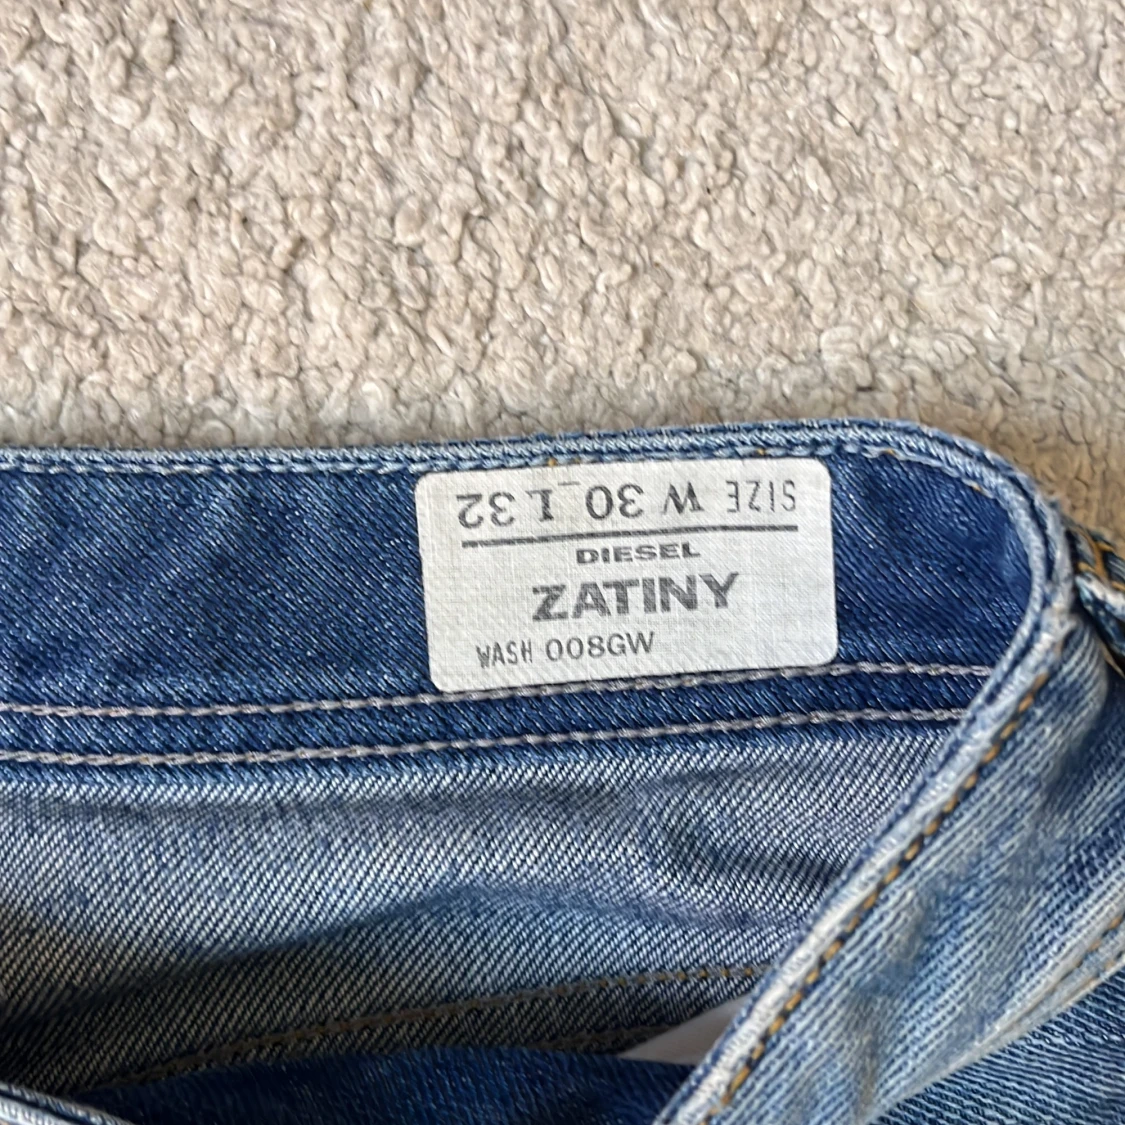 SIZE W 30 L 32
DIESEL
ZATINY
WASH 008GW